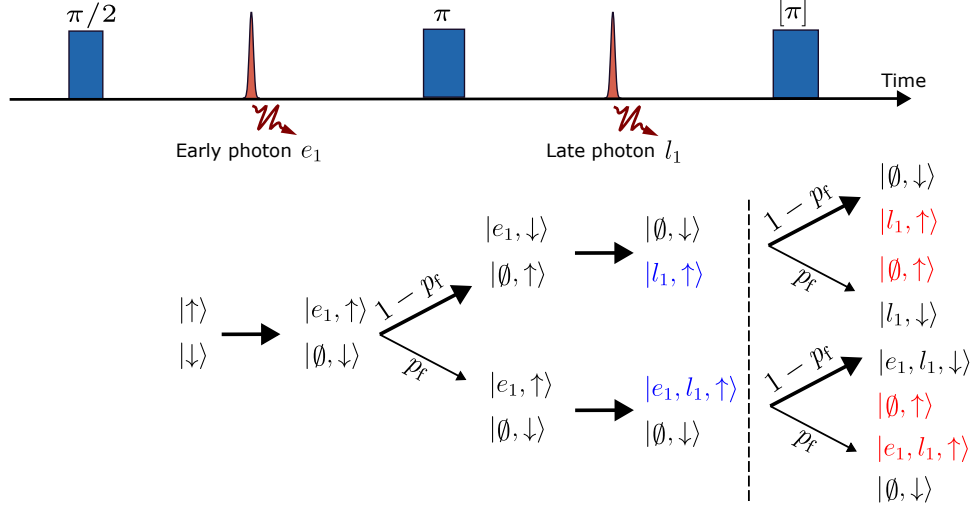 π/2
π
[π]
Time
Early photon e₁
Late photon l₁
|↑⟩
|↓⟩
|e₁, ↑⟩
|∅, ↓⟩
1 − p_f
p_f
|e₁, ↓⟩
|∅, ↑⟩
|e₁, ↑⟩
|∅, ↓⟩
|∅, ↓⟩
|l₁, ↑⟩
|e₁, l₁, ↑⟩
|∅, ↓⟩
1 − p_f
p_f
1 − p_f
p_f
|∅, ↓⟩
|l₁, ↑⟩
|∅, ↑⟩
|l₁, ↓⟩
|e₁, l₁, ↓⟩
|∅, ↑⟩
|e₁, l₁, ↑⟩
|∅, ↓⟩